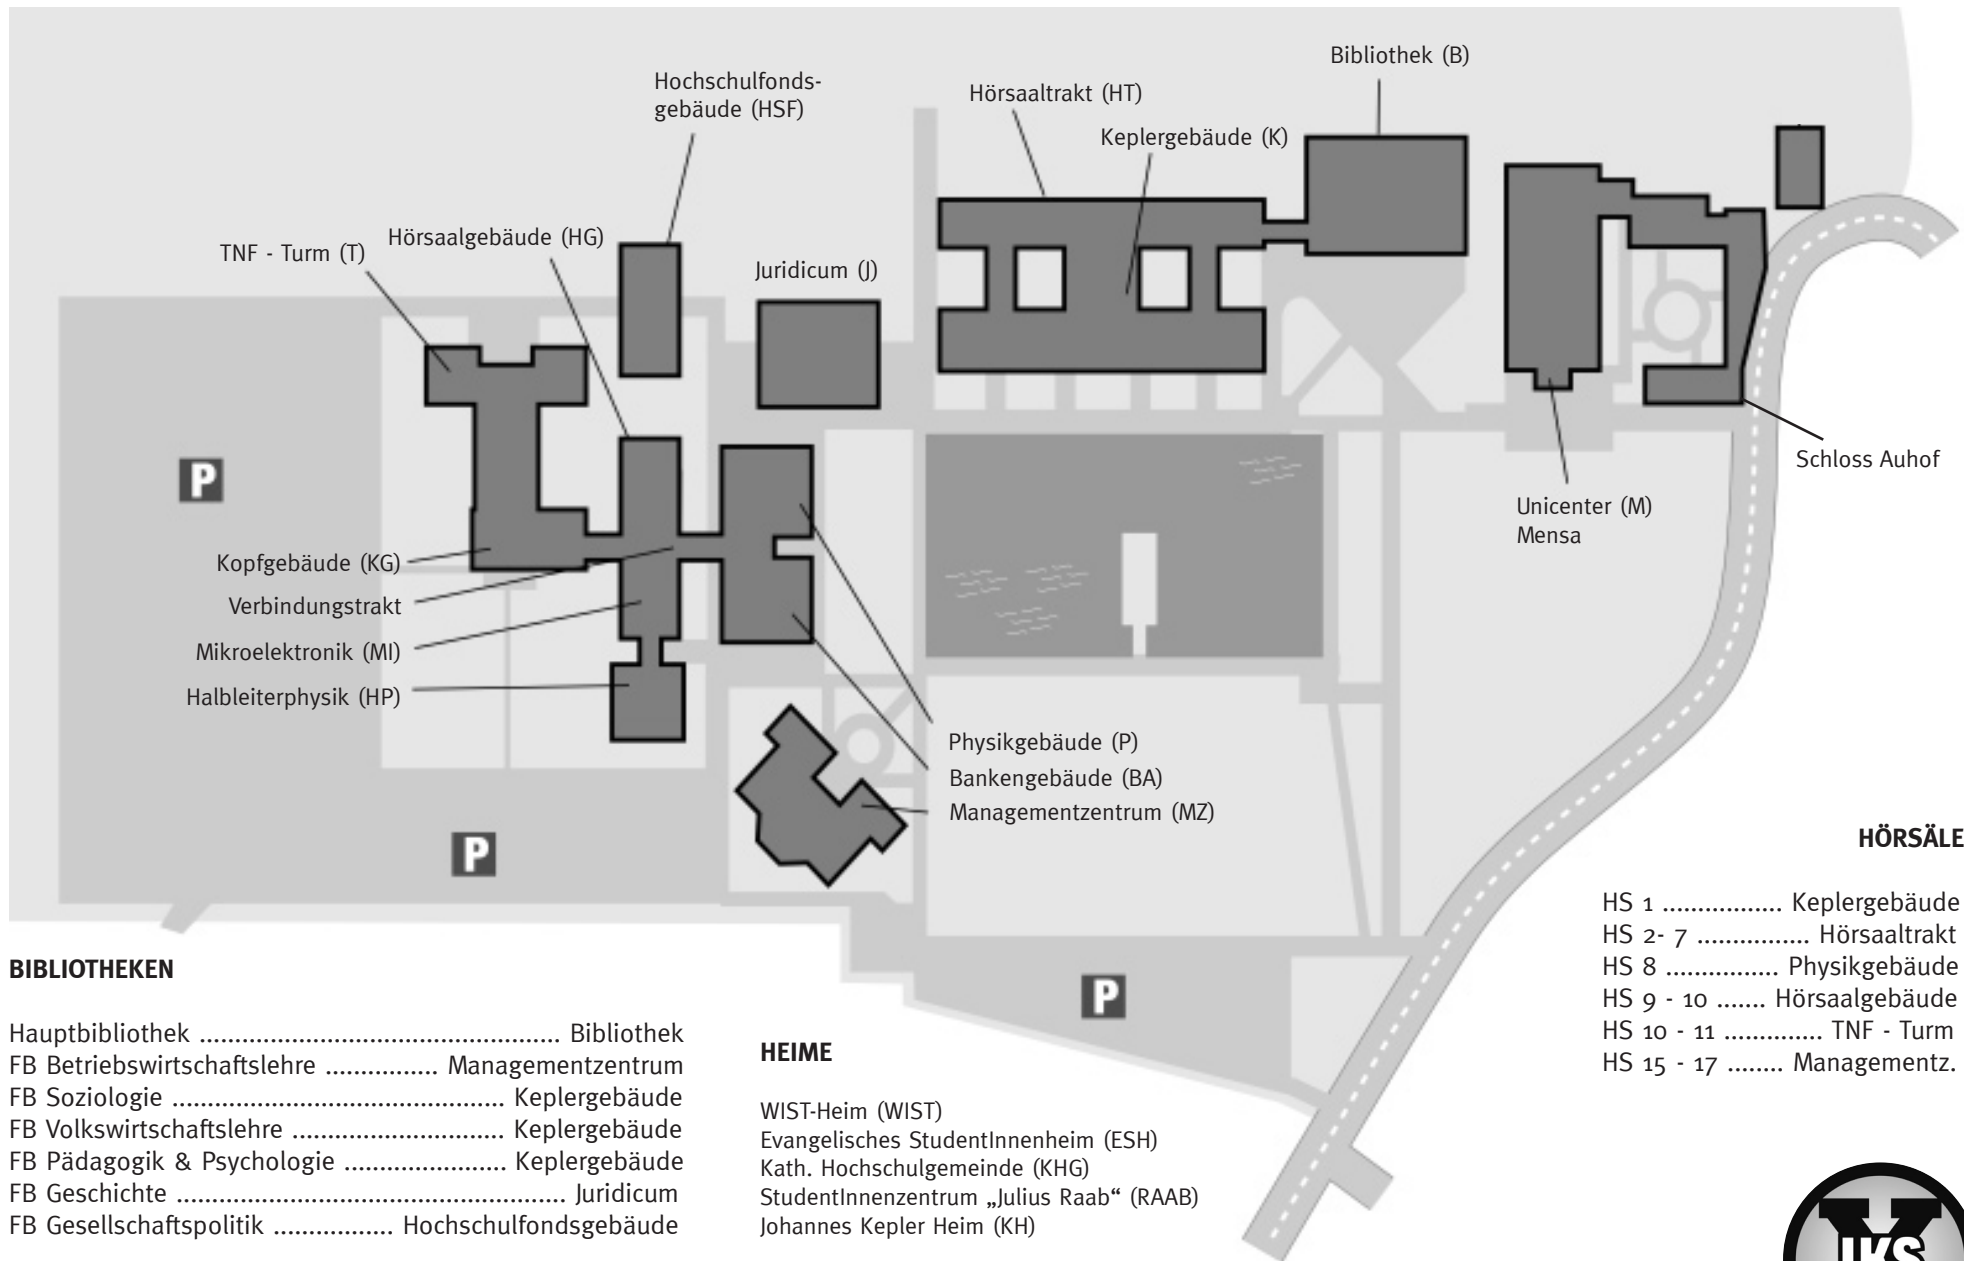 Bibliothek (B)
Hochschulfonds-
gebäude (HSF)
Hörsaaltrakt (HT)
Keplergebäude (K)
Hörsaalgebäude (HG)
TNF - Turm (T)
Juridicum (J)
Schloss Auhof
P
Unicenter (M)
Mensa
Kopfgebäude (KG)
Verbindungstrakt
Mikroelektronik (MI)
Halbleiterphysik (HP)
Physikgebäude (P)
Bankengebäude (BA)
Managementzentrum (MZ)
P
P
HÖRSÄLE
HS 1 ................. Keplergebäude
HS 2- 7 ................ Hörsaaltrakt
HS 8 ................ Physikgebäude
HS 9 - 10 ....... Hörsaalgebäude
HS 10 - 11 .............. TNF - Turm
HS 15 - 17 ........ Managementz.
BIBLIOTHEKEN
Hauptbibliothek ................................................... Bibliothek
FB Betriebswirtschaftslehre ................ Managementzentrum
FB Soziologie ............................................... Keplergebäude
FB Volkswirtschaftslehre .............................. Keplergebäude
FB Pädagogik & Psychologie ....................... Keplergebäude
FB Geschichte ....................................................... Juridicum
FB Gesellschaftspolitik ................. Hochschulfondsgebäude
HEIME
WIST-Heim (WIST)
Evangelisches StudentInnenheim (ESH)
Kath. Hochschulgemeinde (KHG)
StudentInnenzentrum „Julius Raab“ (RAAB)
Johannes Kepler Heim (KH)